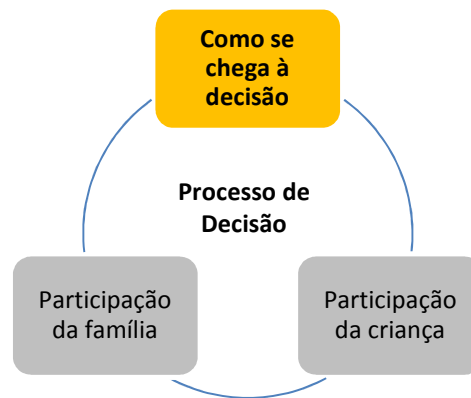 Como se
chega à
decisão
Processo de
Decisão
Participação
da família
Participação
da criança